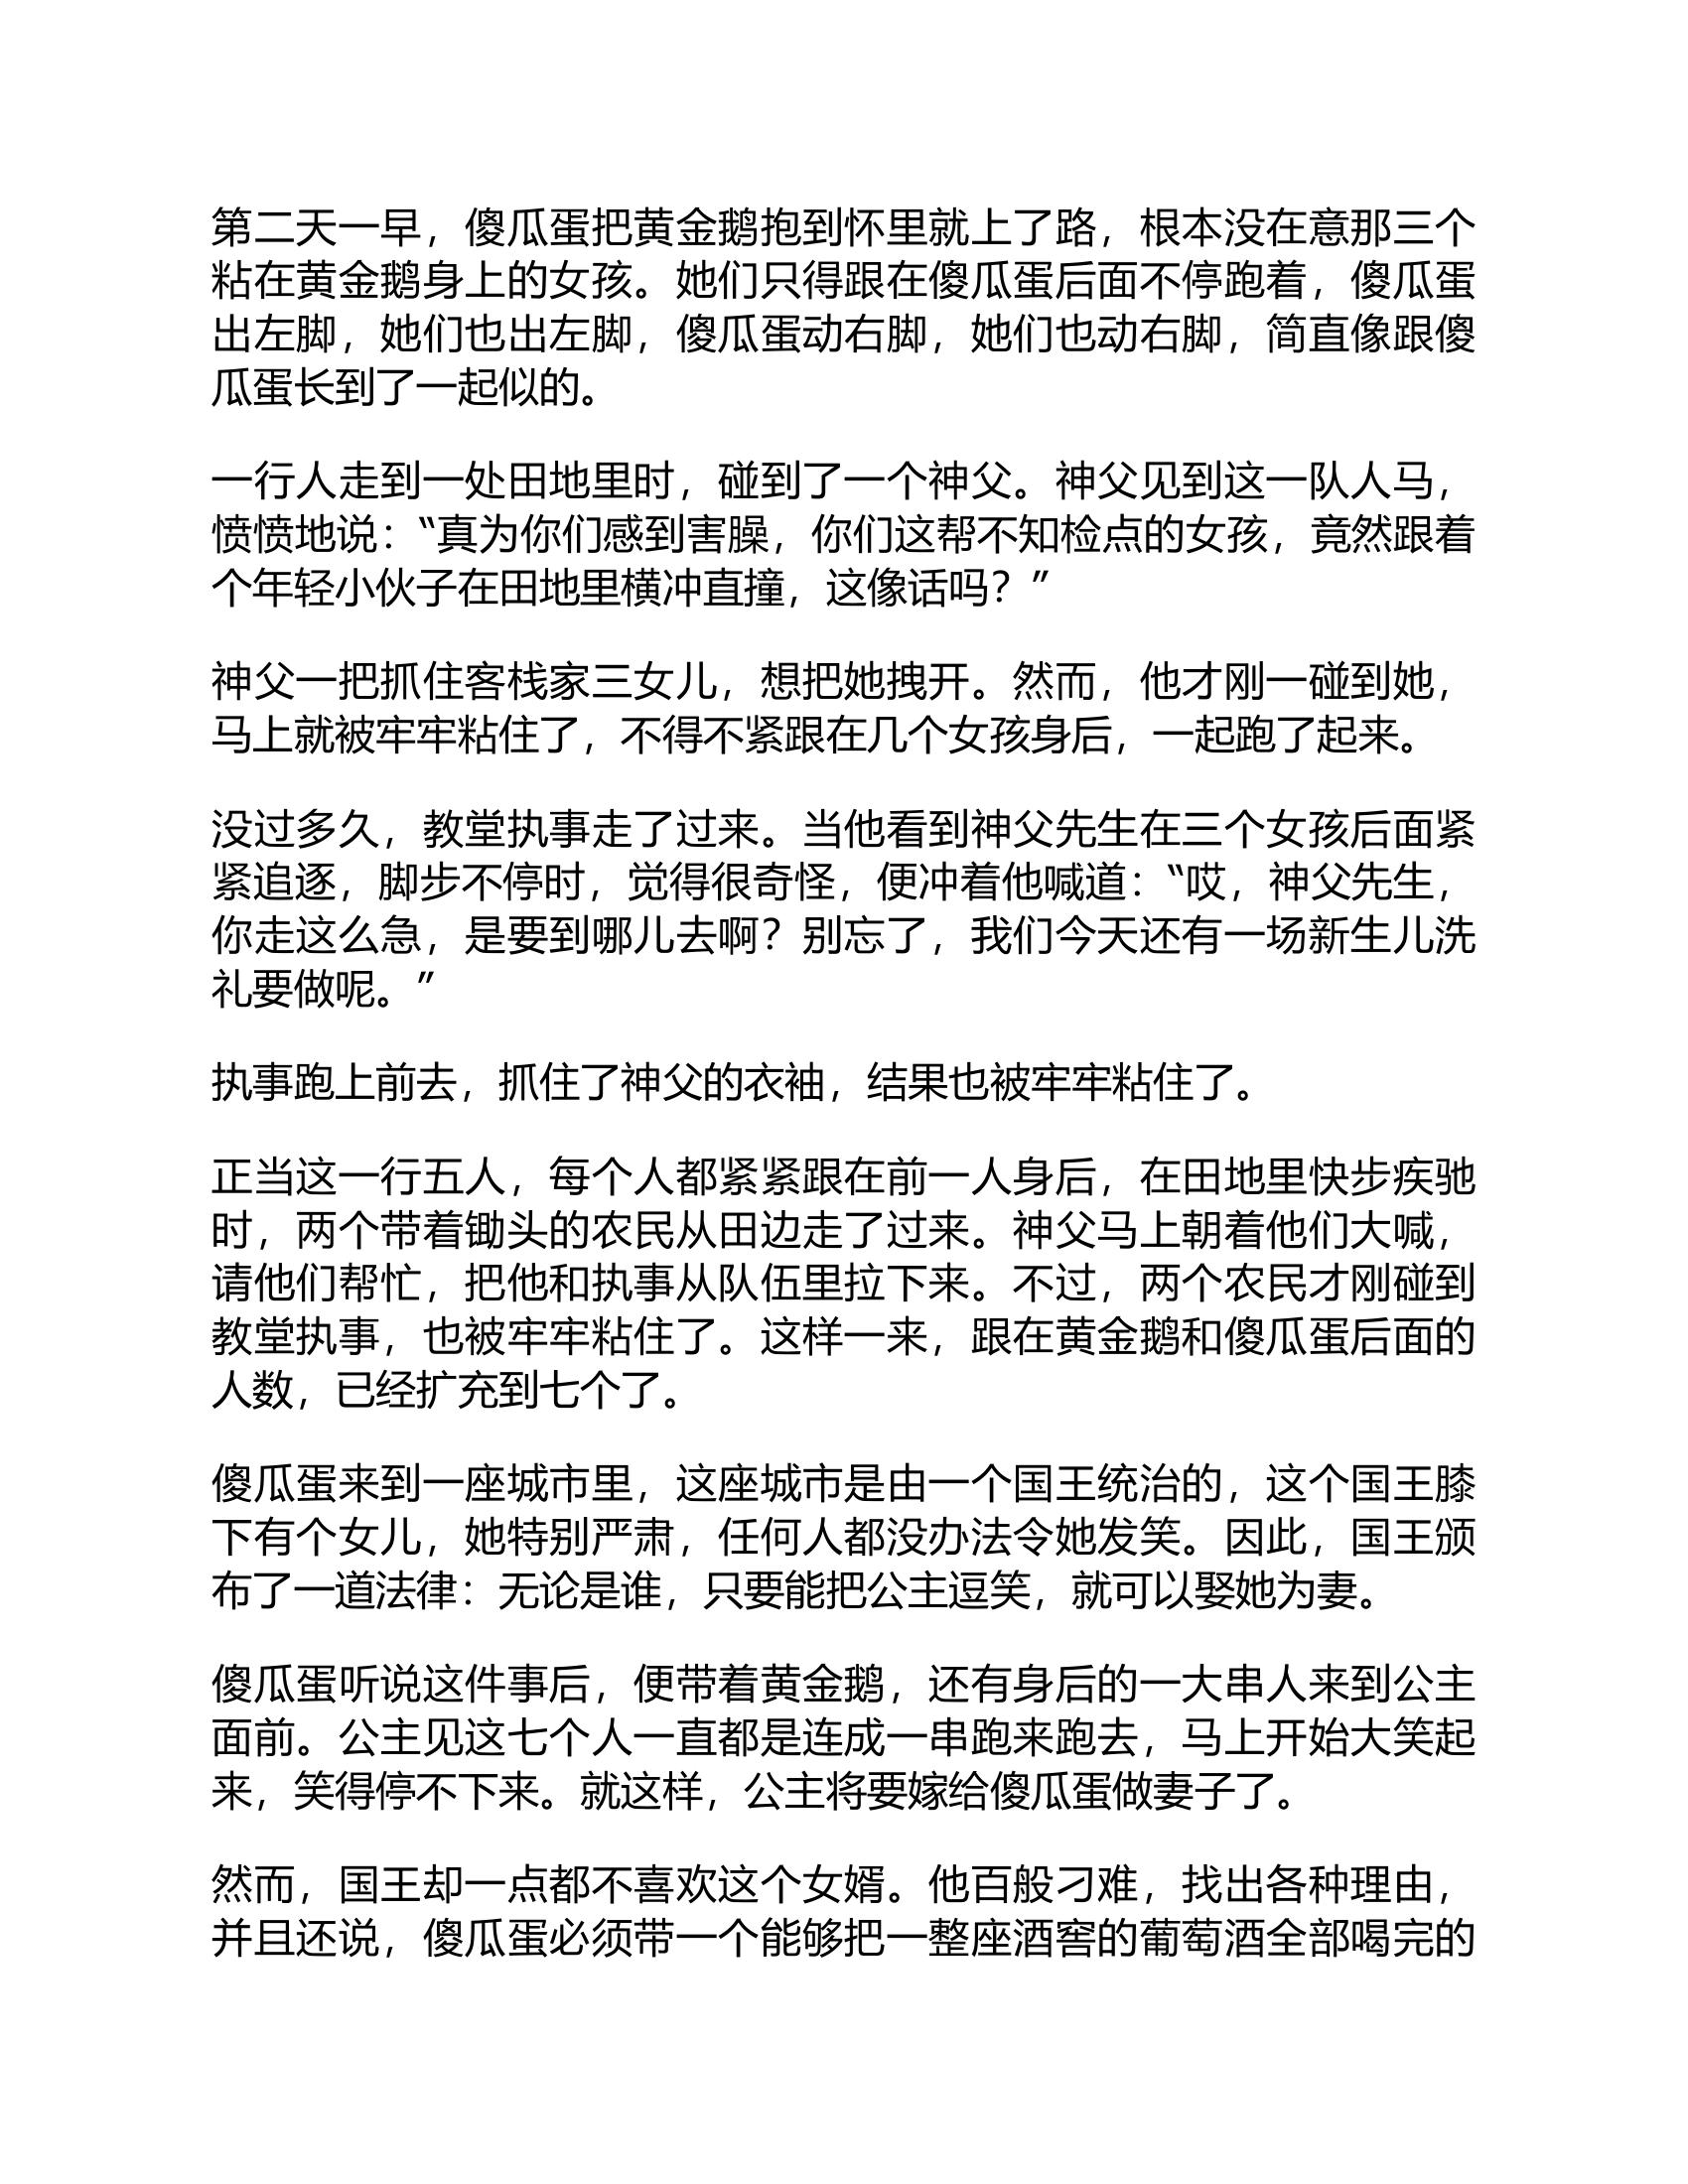 第二天一早，傻瓜蛋把黄金鹅抱到怀里就上了路，根本没在意那三个
粘在黄金鹅身上的女孩。她们只得跟在傻瓜蛋后面不停跑着，傻瓜蛋
出左脚，她们也出左脚，傻瓜蛋动右脚，她们也动右脚，简直像跟傻
瓜蛋长到了一起似的。
一行人走到一处田地里时，碰到了一个神父。神父见到这一队人马，
愤愤地说：“真为你们感到害臊，你们这帮不知检点的女孩，竟然跟着
个年轻小伙子在田地里横冲直撞，这像话吗？”
神父一把抓住客栈家三女儿，想把她拽开。然而，他才刚一碰到她，
马上就被牢牢粘住了，不得不紧跟在几个女孩身后，一起跑了起来。
没过多久，教堂执事走了过来。当他看到神父先生在三个女孩后面紧
紧追逐，脚步不停时，觉得很奇怪，便冲着他喊道：“哎，神父先生，
你走这么急，是要到哪儿去啊？别忘了，我们今天还有一场新生儿洗
礼要做呢。”
执事跑上前去，抓住了神父的衣袖，结果也被牢牢粘住了。
正当这一行五人，每个人都紧紧跟在前一人身后，在田地里快步疾驰
时，两个带着锄头的农民从田边走了过来。神父马上朝着他们大喊，
请他们帮忙，把他和执事从队伍里拉下来。不过，两个农民才刚碰到
教堂执事，也被牢牢粘住了。这样一来，跟在黄金鹅和傻瓜蛋后面的
人数，已经扩充到七个了。
傻瓜蛋来到一座城市里，这座城市是由一个国王统治的，这个国王膝
下有个女儿，她特别严肃，任何人都没办法令她发笑。因此，国王颁
布了一道法律：无论是谁，只要能把公主逗笑，就可以娶她为妻。
傻瓜蛋听说这件事后，便带着黄金鹅，还有身后的一大串人来到公主
面前。公主见这七个人一直都是连成一串跑来跑去，马上开始大笑起
来，笑得停不下来。就这样，公主将要嫁给傻瓜蛋做妻子了。
然而，国王却一点都不喜欢这个女婿。他百般刁难，找出各种理由，
并且还说，傻瓜蛋必须带一个能够把一整座酒窖的葡萄酒全部喝完的